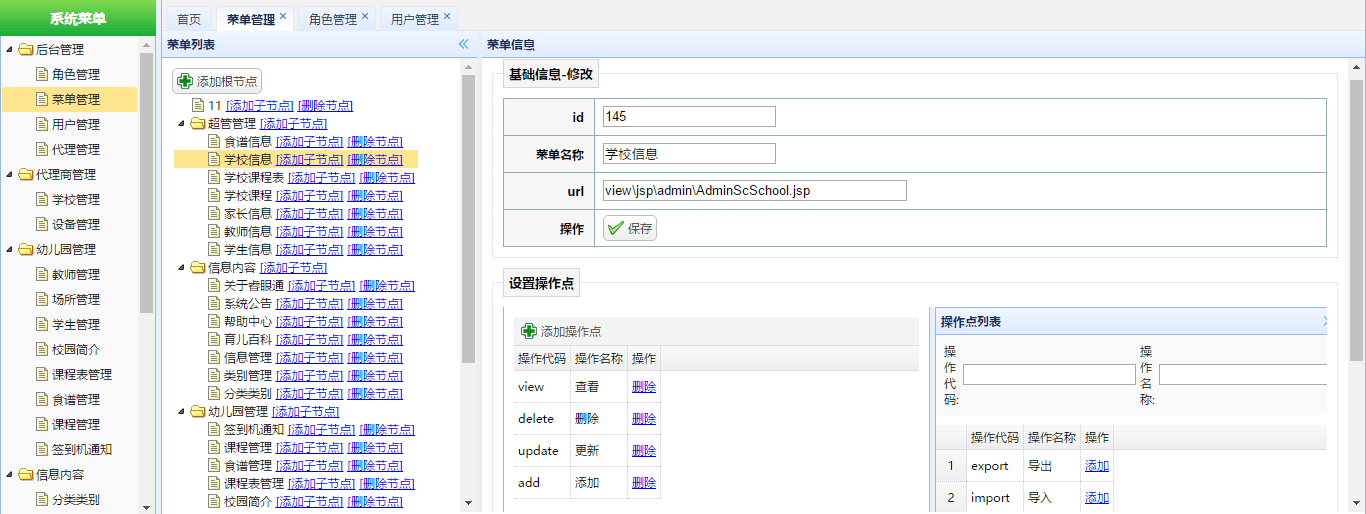 系统菜单
后台管理
角色管理
菜单管理
用户管理
代理管理
代理商管理
学校管理
设备管理
幼儿园管理
教师管理
场所管理
学生管理
校园简介
课程表管理
食谱管理
课程管理
签到机通知
信息内容
分类类别
首页 菜单管理 角色管理 用户管理
菜单列表
添加根节点
11 [添加子节点] [删除节点]
超管管理 [添加子节点]
食谱信息 [添加子节点] [删除节点]
学校信息 [添加子节点] [删除节点]
学校课程表 [添加子节点] [删除节点]
学校课程 [添加子节点] [删除节点]
家长信息 [添加子节点] [删除节点]
教师信息 [添加子节点] [删除节点]
学生信息 [添加子节点] [删除节点]
信息内容 [添加子节点]
关于睿眼通 [添加子节点] [删除节点]
系统公告 [添加子节点] [删除节点]
帮助中心 [添加子节点] [删除节点]
育儿百科 [添加子节点] [删除节点]
信息管理 [添加子节点] [删除节点]
类别管理 [添加子节点] [删除节点]
分类类别 [添加子节点] [删除节点]
幼儿园管理 [添加子节点]
签到机通知 [添加子节点] [删除节点]
课程管理 [添加子节点] [删除节点]
食谱管理 [添加子节点] [删除节点]
课程表管理 [添加子节点] [删除节点]
校园简介 [添加子节点] [删除节点]
菜单信息
基础信息-修改
id 145
菜单名称 学校信息
url view\jsp\admin\AdminScSchool.jsp
操作 保存
设置操作点
添加操作点
操作代码 操作名称 操作
view 查看 删除
delete 删除 删除
update 更新 删除
add 添加 删除
操作点列表
操作代码: 操作名称:
操作代码 操作名称 操作
1 export 导出 添加
2 import 导入 添加